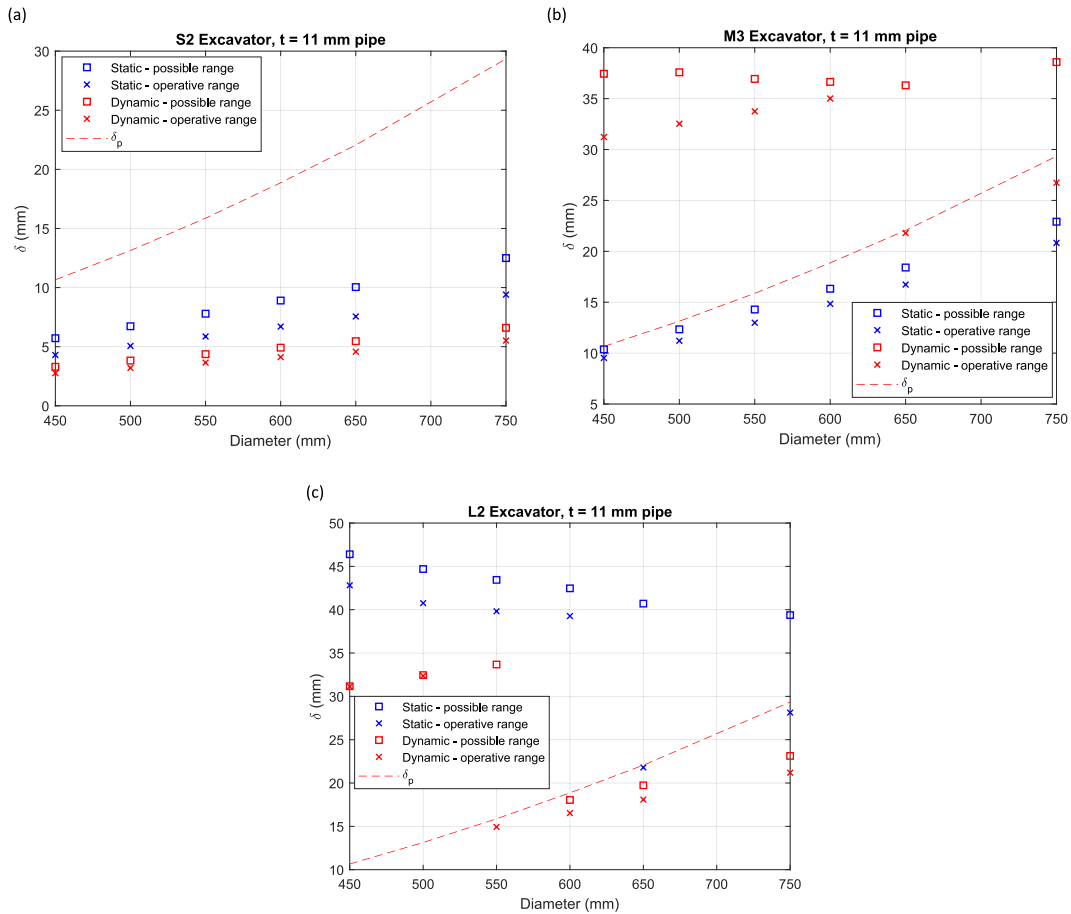 (a)
S2 Excavator, t = 11 mm pipe
30
25
20
15
10
5
0
δ (mm)
Static - possible range
Static - operative range
Dynamic - possible range
Dynamic - operative range
δp
450 500 550 600 650 700 750
Diameter (mm)
(b)
M3 Excavator, t = 11 mm pipe
40
35
30
25
20
15
10
5
δ (mm)
Static - possible range
Static - operative range
Dynamic - possible range
Dynamic - operative range
δp
450 500 550 600 650 700 750
Diameter (mm)
(c)
L2 Excavator, t = 11 mm pipe
50
45
40
35
30
25
20
15
10
δ (mm)
Static - possible range
Static - operative range
Dynamic - possible range
Dynamic - operative range
δp
450 500 550 600 650 700 750
Diameter (mm)